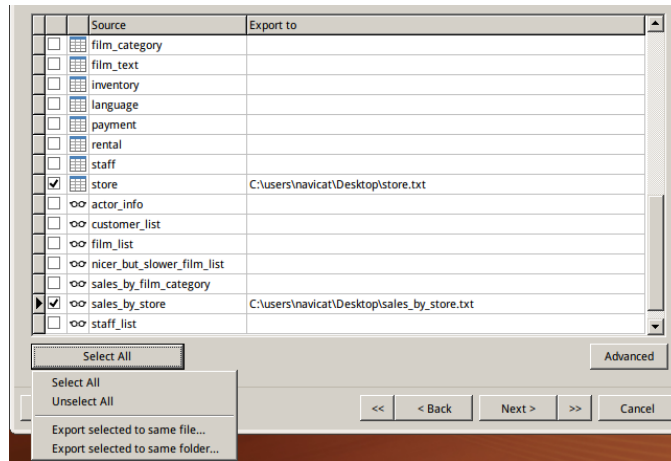 Source Export to
film_category
film_text
inventory
language
payment
rental
staff
store C:\users\navicat\Desktop\store.txt
actor_info
customer_list
film_list
nicer_but_slower_film_list
sales_by_film_category
sales_by_store C:\users\navicat\Desktop\sales_by_store.txt
staff_list
Select All Advanced
Select All
Unselect All
<< < Back Next > >> Cancel
Export selected to same file...
Export selected to same folder...